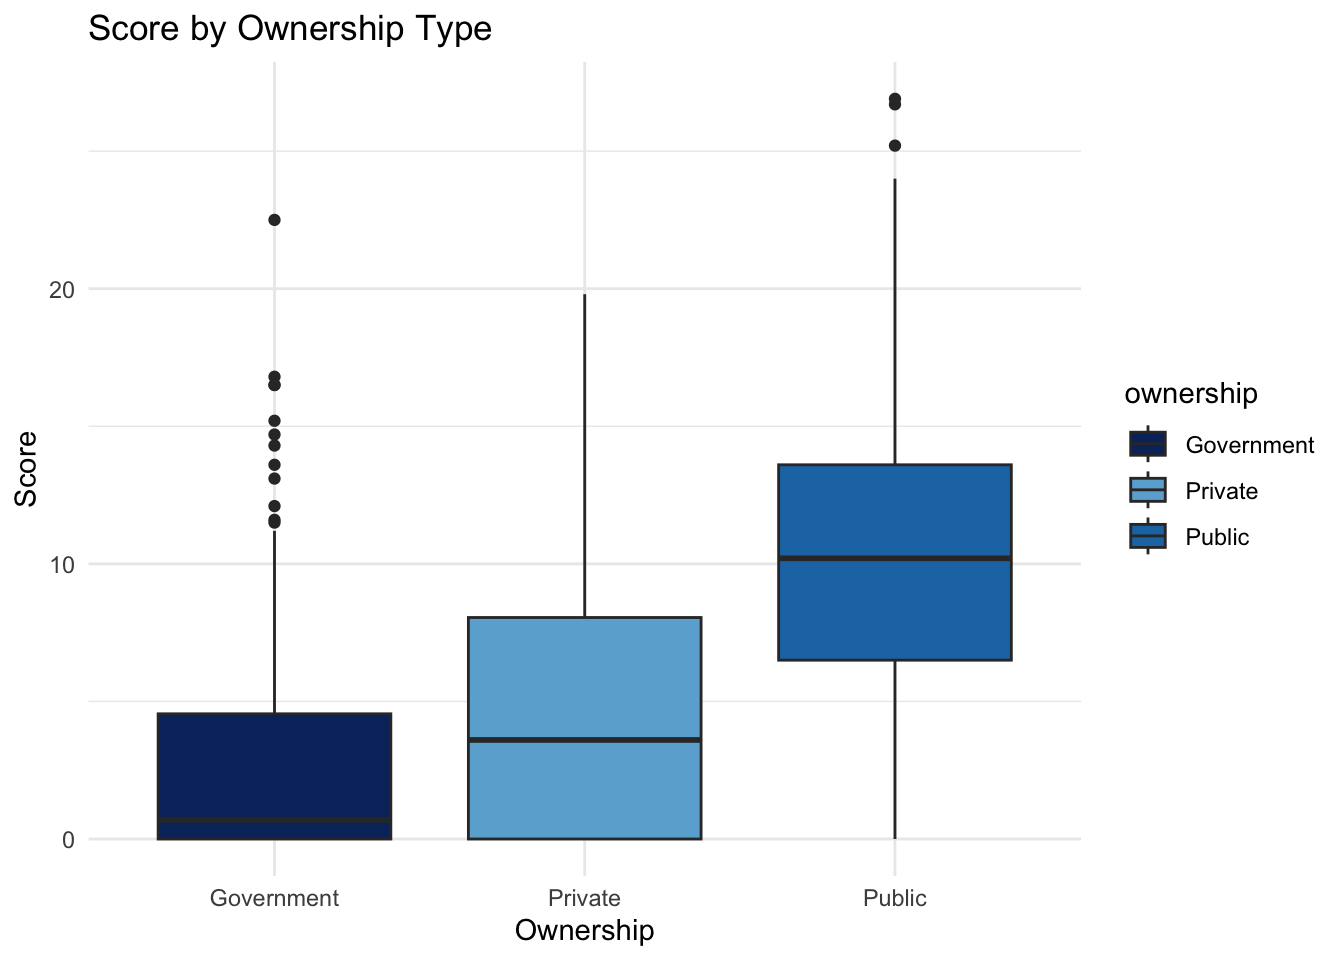 Score by Ownership Type
Score
20
10
0
Government
Private
Public
Ownership
ownership
Government
Private
Public